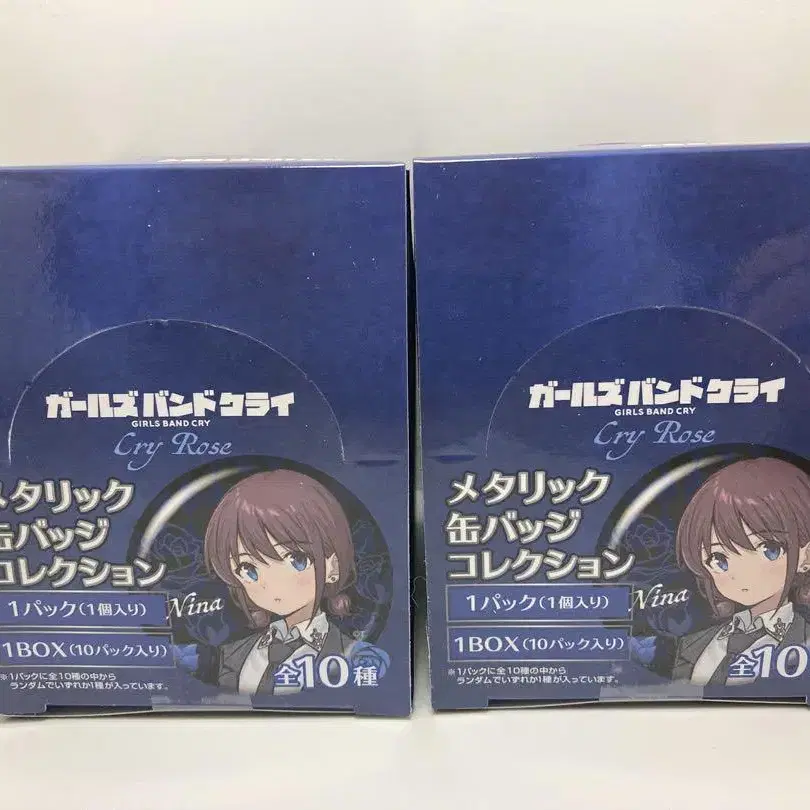 ガールズバンドクライ
GIRLS BAND CRY
Cry Rose
メタリック
缶バッジ
コレクション
Nina
1パック(1個入り)
1BOX(10パック入り)
※1パックに全10種の中から
ランダムでいずれか1種が入っています。
全10種
ガールズバンドクライ
GIRLS BAND CRY
Cry Rose
メタリック
缶バッジ
コレクション
Nina
1パック(1個入り)
1BOX(10パック入り)
※1パックに全10種の中から
ランダムでいずれか1種が入っています。
全10